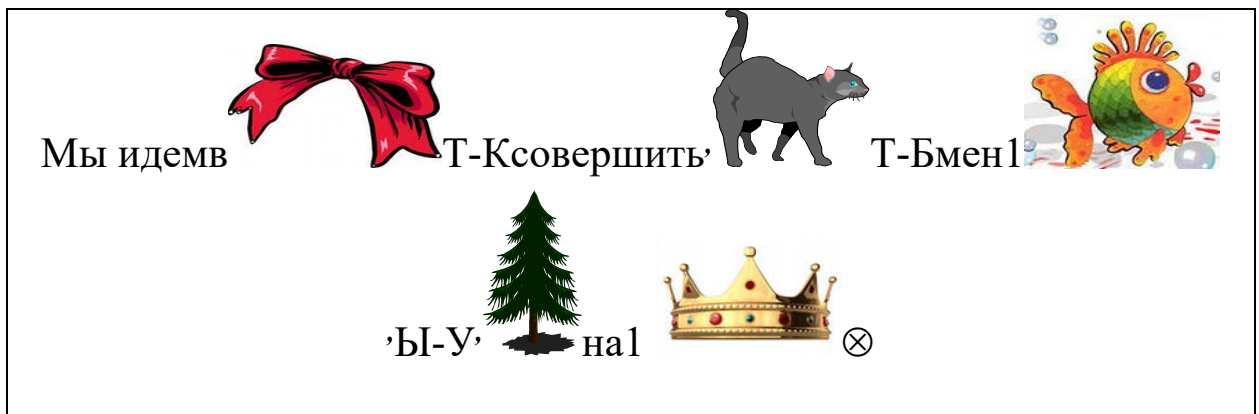 Мы идемв Т-Ксовершить, Т-Бмен1
,Ы-У, на1 ⊗